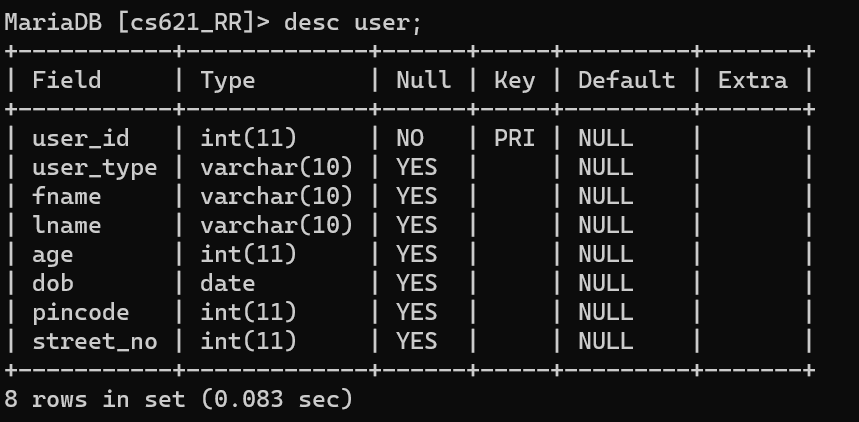 MariaDB [cs621_RR]> desc user;
+-----------+-------------+------+-----+---------+-------+
| Field     | Type        | Null | Key | Default | Extra |
+-----------+-------------+------+-----+---------+-------+
| user_id   | int(11)     | NO   | PRI | NULL    |       |
| user_type | varchar(10) | YES  |     | NULL    |       |
| fname     | varchar(10) | YES  |     | NULL    |       |
| lname     | varchar(10) | YES  |     | NULL    |       |
| age       | int(11)     | YES  |     | NULL    |       |
| dob       | date        | YES  |     | NULL    |       |
| pincode   | int(11)     | YES  |     | NULL    |       |
| street_no | int(11)     | YES  |     | NULL    |       |
+-----------+-------------+------+-----+---------+-------+
8 rows in set (0.083 sec)